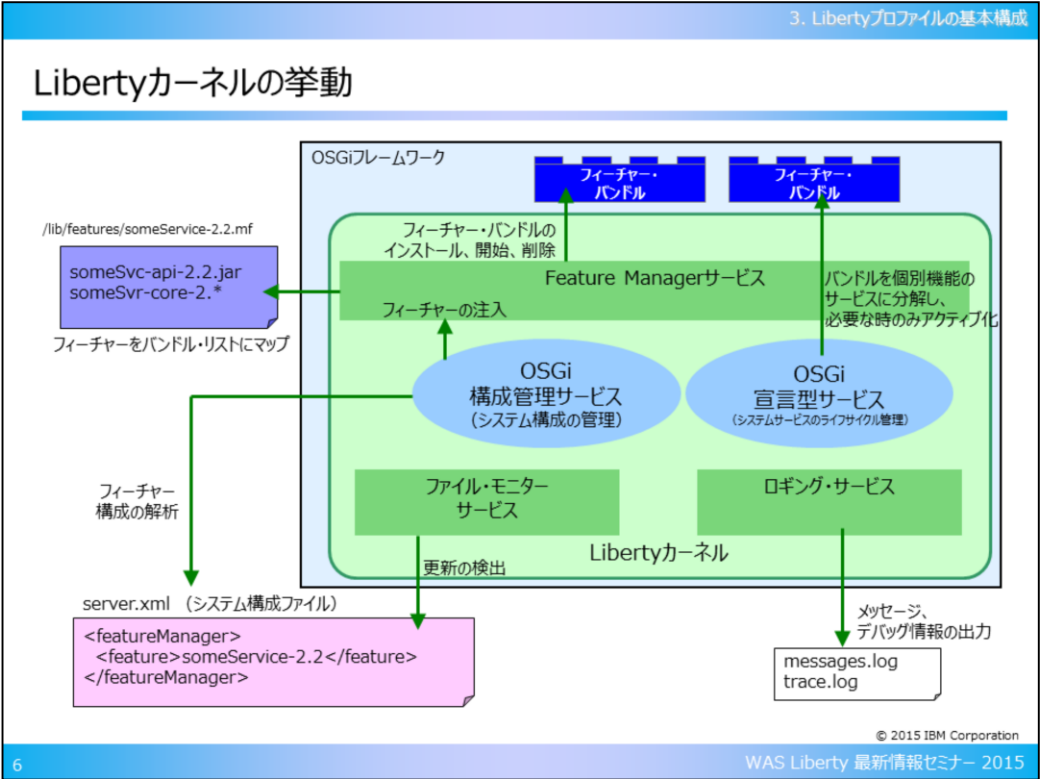 3. Libertyプロファイルの基本構成
Libertyカーネルの挙動
OSGiフレームワーク
フィーチャー・
バンドル
フィーチャー・
バンドル
/lib/features/someService-2.2.mf
someSvc-api-2.2.jar
someSvr-core-2.*
フィーチャーをバンドル・リストにマップ
フィーチャー・バンドルの
インストール、開始、削除
Feature Managerサービス
フィーチャーの注入
バンドルを個別機能の
サービスに分解し、
必要な時のみアクティブ化
OSGi
構成管理サービス
(システム構成の管理)
OSGi
宣言型サービス
(システムサービスのライフサイクル管理)
フィーチャー
構成の解析
ファイル・モニター
サービス
ロギング・サービス
Libertyカーネル
更新の検出
server.xml (システム構成ファイル)
<featureManager>
<feature>someService-2.2</feature>
</featureManager>
メッセージ、
デバッグ情報の出力
messages.log
trace.log
© 2015 IBM Corporation
6
WAS Liberty 最新情報セミナー 2015